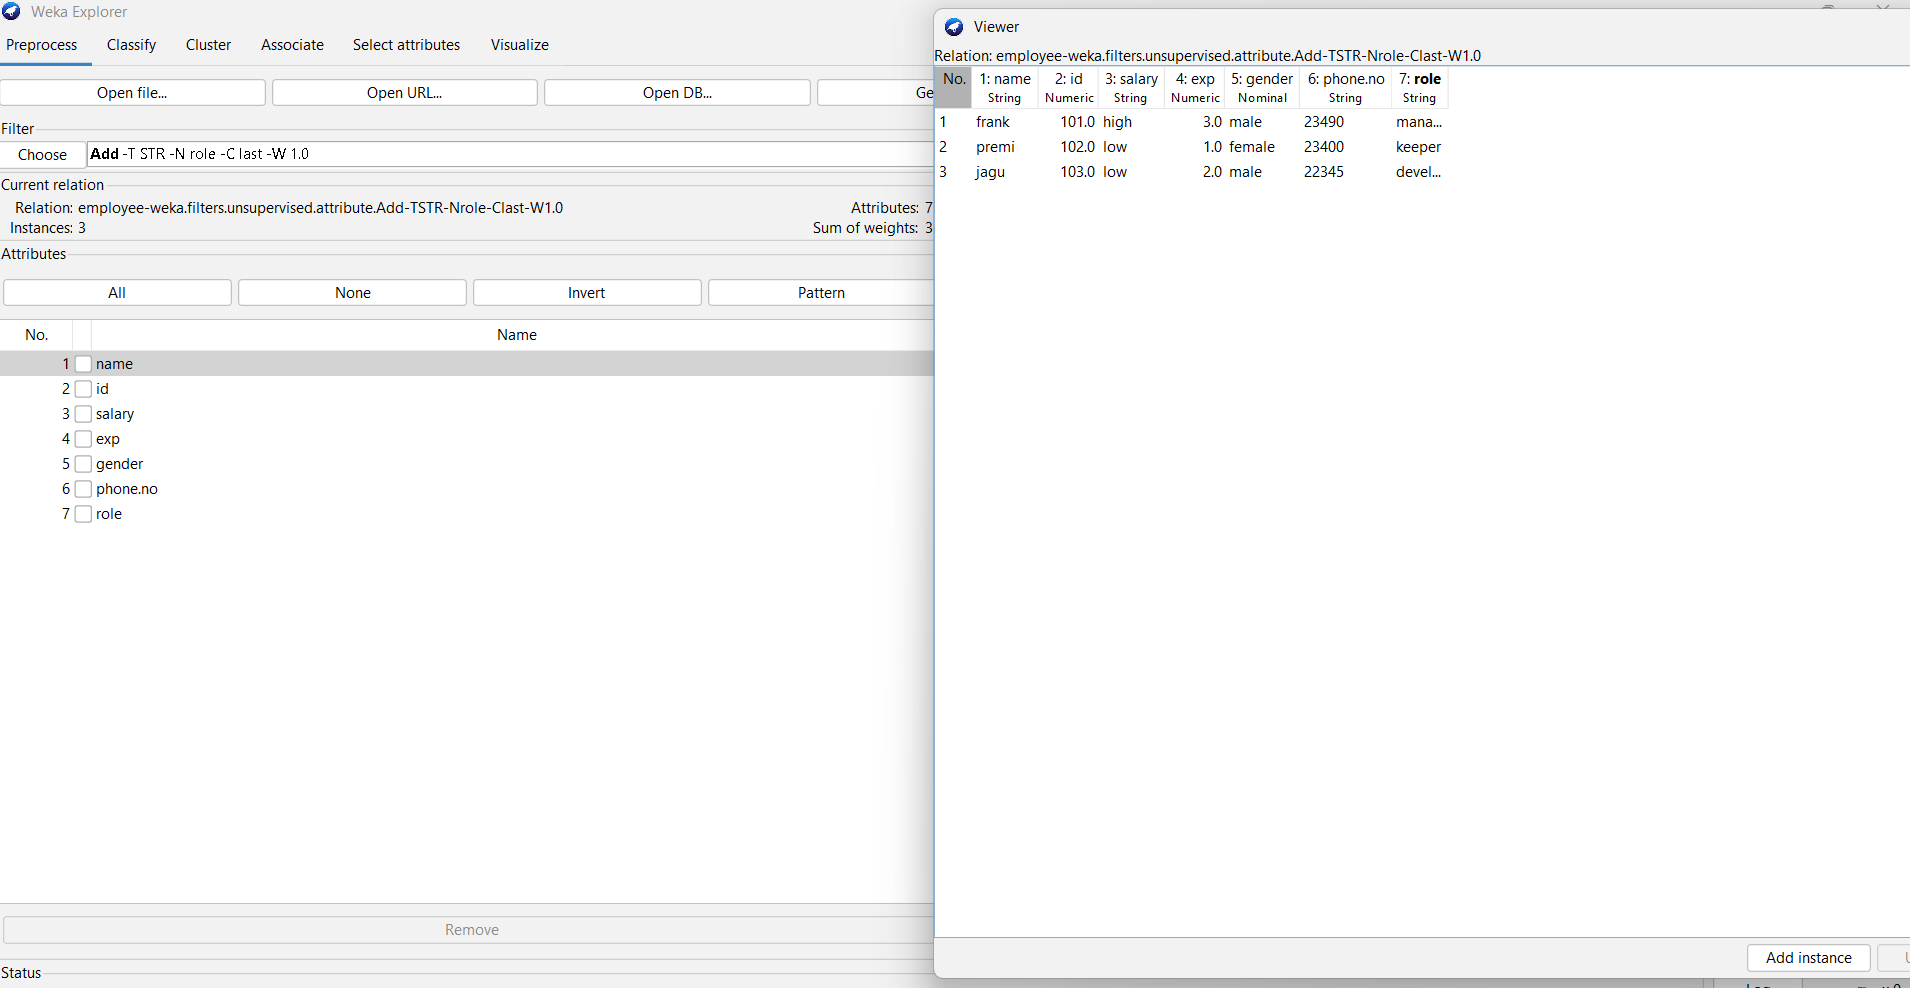 Weka Explorer
Preprocess Classify Cluster Associate Select attributes Visualize
Open file... Open URL... Open DB... Ge
Filter
Choose Add -T STR -N role -C last -W 1.0
Current relation
Relation: employee-weka.filters.unsupervised.attribute.Add-TSTR-Nrole-Clast-W1.0 Attributes: 7
Instances: 3 Sum of weights: 3
Attributes
All None Invert Pattern
No. Name
1 name
2 id
3 salary
4 exp
5 gender
6 phone.no
7 role
Remove
Status
Viewer
Relation: employee-weka.filters.unsupervised.attribute.Add-TSTR-Nrole-Clast-W1.0
No. 1: name 2: id 3: salary 4: exp 5: gender 6: phone.no 7: role
String Numeric String Numeric Nominal String String
1 frank 101.0 high 3.0 male 23490 mana...
2 premi 102.0 low 1.0 female 23400 keeper
3 jagu 103.0 low 2.0 male 22345 devel...
Add instance